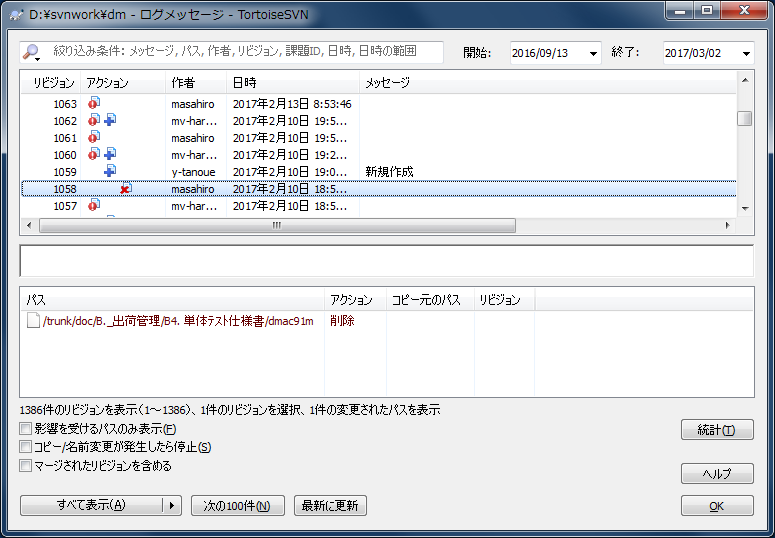 D:¥svnwork¥dm - ログメッセージ - TortoiseSVN
絞り込み条件: メッセージ, パス, 作者, リビジョン, 課題ID, 日時, 日時の範囲 開始: 2016/09/13 終了: 2017/03/02
リビジョン アクション 作者 日時 メッセージ
1063 masahiro 2017年2月13日 8:53:46
1062 mv-har... 2017年2月10日 19:5...
1061 masahiro 2017年2月10日 19:5...
1060 mv-har... 2017年2月10日 19:2...
1059 y-tanoue 2017年2月10日 19:0... 新規作成
1058 masahiro 2017年2月10日 18:5...
1057 mv-har... 2017年2月10日 18:5...
パス アクション コピー元のパス リビジョン
/trunk/doc/B._出荷管理/B4. 単体テスト仕様書/dmac91m 削除
1386件のリビジョンを表示(1～1386)、1件のリビジョンを選択、1件の変更されたパスを表示
影響を受けるパスのみ表示(F)
統計(T)
コピー/名前変更が発生したら停止(S)
マージされたリビジョンを含める
ヘルプ
すべて表示(A) 次の100件(N) 最新に更新 OK